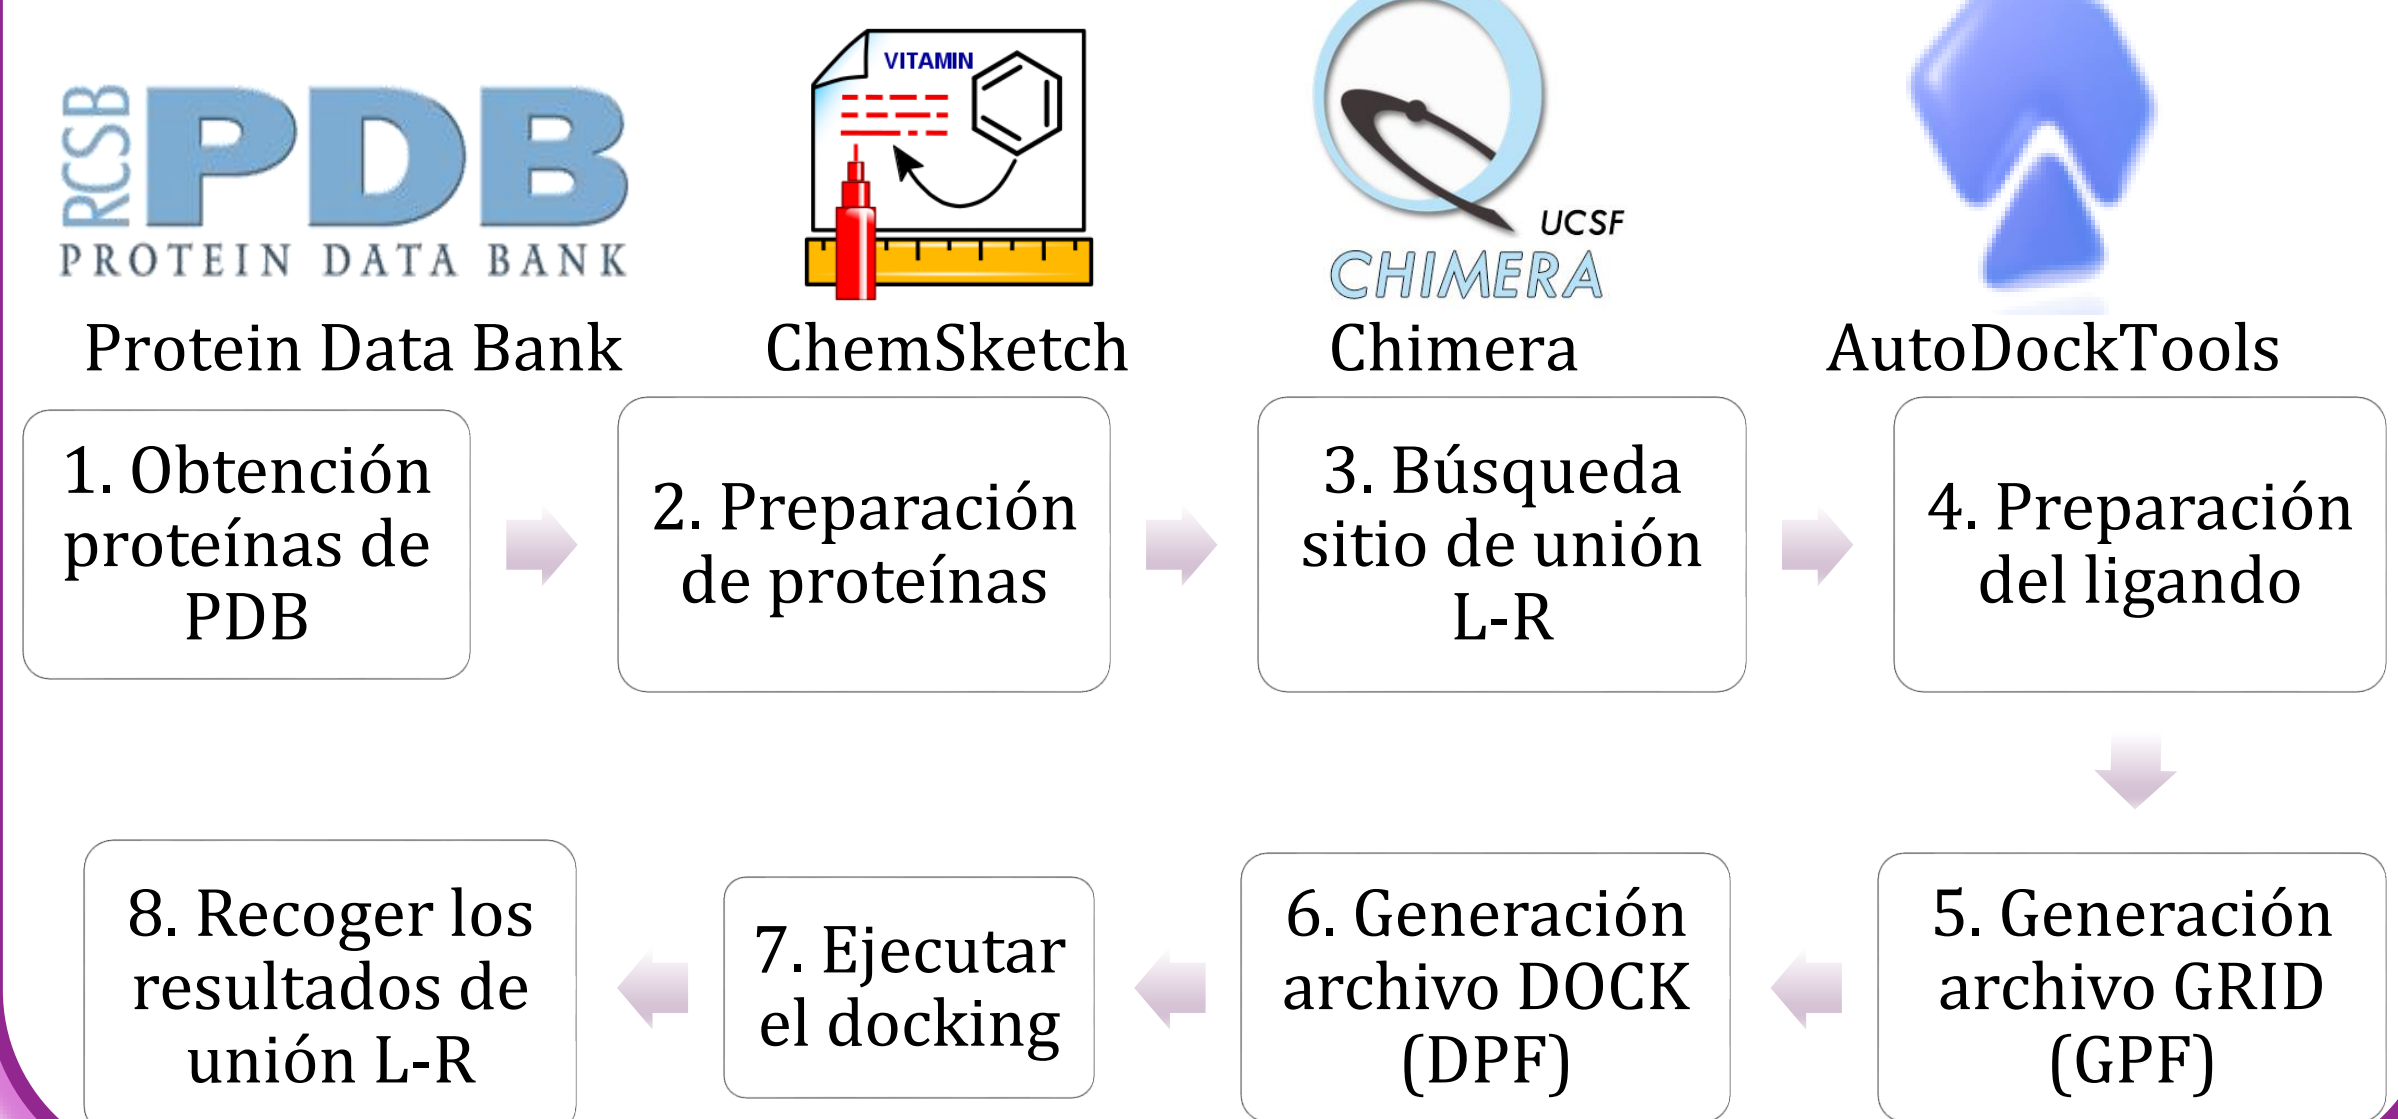 RCSB
PDB
PROTEIN DATA BANK
VITAMIN
UCSF
CHIMERA
Protein Data Bank
ChemSketch
Chimera
AutoDockTools
1. Obtención
proteínas de
PDB
2. Preparación
de proteínas
3. Búsqueda
sitio de unión
L-R
4. Preparación
del ligando
5. Generación
archivo GRID
(GPF)
6. Generación
archivo DOCK
(DPF)
7. Ejecutar
el docking
8. Recoger los
resultados de
unión L-R